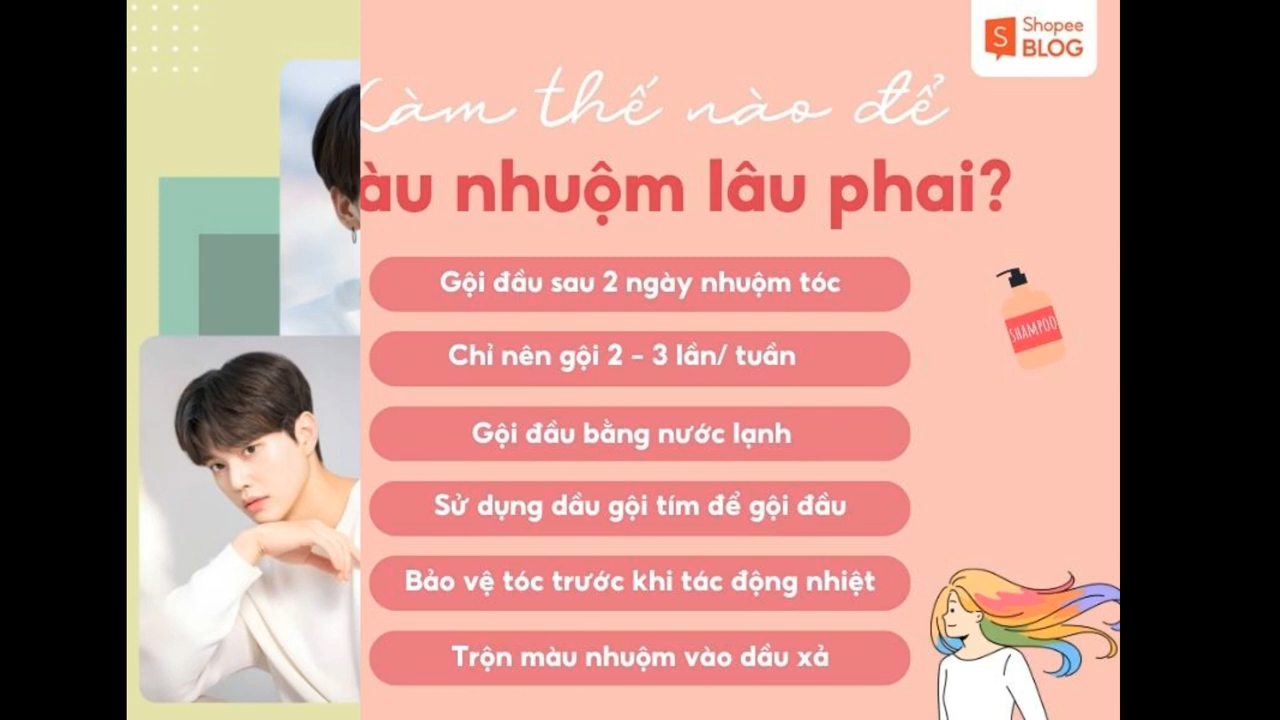 Shopee
BLOG
Làm thế nào để
àu nhuộm lâu phai?
Gội đầu sau 2 ngày nhuộm tóc
SHAMPOO
Chỉ nên gội 2 - 3 lần/ tuần
Gội đầu bằng nước lạnh
Sử dụng dầu gội tím để gội đầu
Bảo vệ tóc trước khi tác động nhiệt
Trộn màu nhuộm vào dầu xả